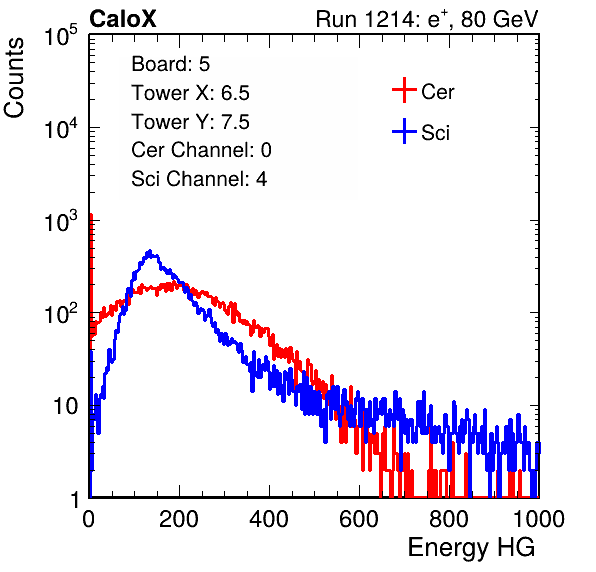 CaloX Run 1214: e⁺, 80 GeV
Counts
Board: 5
Tower X: 6.5
Tower Y: 7.5
Cer Channel: 0
Sci Channel: 4
Cer
Sci
10⁵
10⁴
10³
10²
10
1
0 200 400 600 800 1000
Energy HG